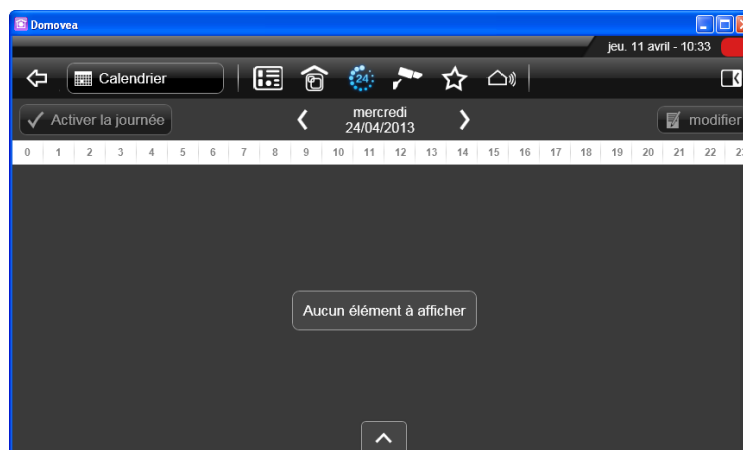 Domovea
jeu. 11 avril - 10:33
Calendrier
24
Activer la journée
mercredi
24/04/2013
modifier
0 1 2 3 4 5 6 7 8 9 10 11 12 13 14 15 16 17 18 19 20 21 22
Aucun élément à afficher